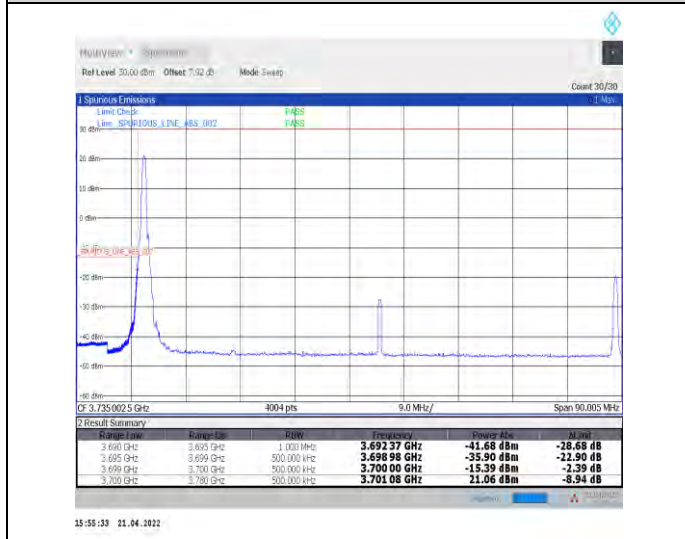 MultiView
Spectrum
Ref Level 30.00 dBm Offset 7.92 dB Mode Sweep
Count 30/30
1 Spurious Emissions 1 Max
Limit Check PASS
Line _SPURIOUS_LINE_ABS_002 PASS
30 dBm
20 dBm
10 dBm
0 dBm
-20 dBm
-30 dBm
-40 dBm
-50 dBm
-60 dBm
CF 3.7350025 GHz 4004 pts 9.0 MHz/ Span 90.005 MHz
2 Result Summary
Range Low Range Up RBW Frequency Power Abs ΔLimit
3.690 GHz 3.695 GHz 1.000 MHz 3.692 37 GHz -41.68 dBm -28.68 dB
3.695 GHz 3.699 GHz 500.000 kHz 3.698 98 GHz -35.90 dBm -22.90 dB
3.699 GHz 3.700 GHz 500.000 kHz 3.700 00 GHz -15.39 dBm -2.39 dB
3.700 GHz 3.780 GHz 500.000 kHz 3.701 08 GHz 21.06 dBm -8.94 dB
15:55:33 21.04.2022